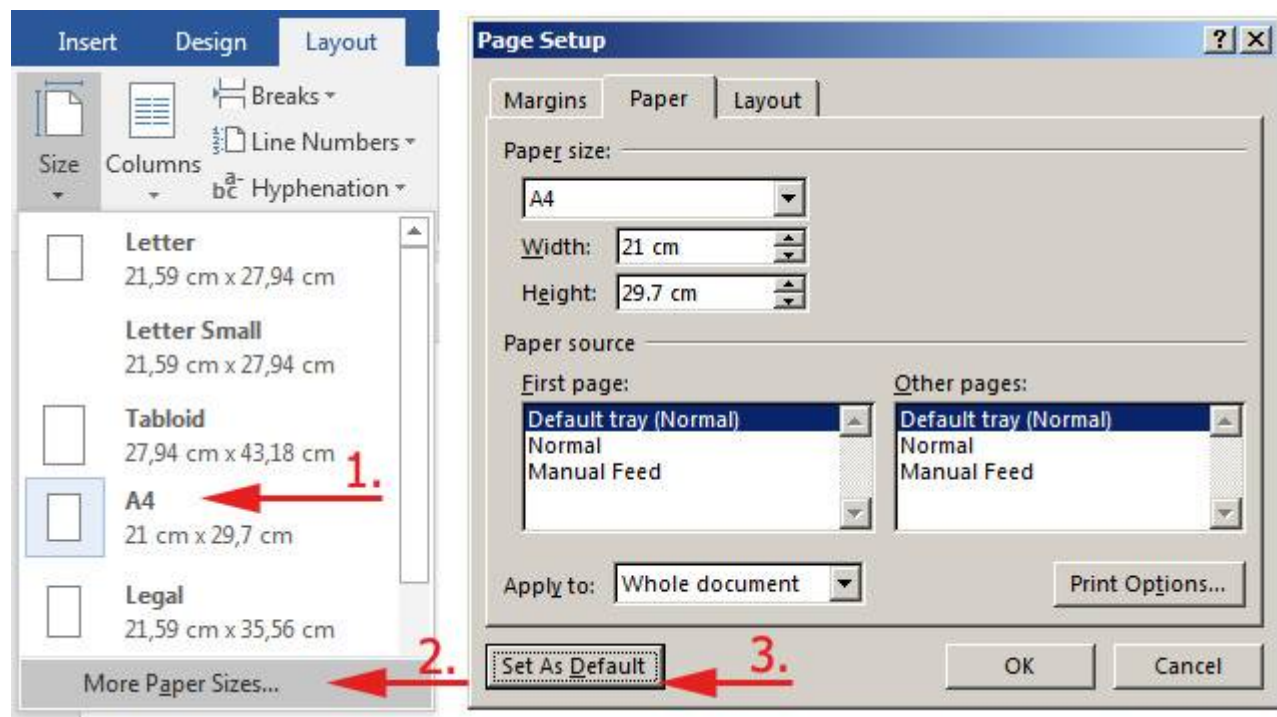 Insert Design Layout
Breaks
Line Numbers
Size Columns
Hyphenation
Letter
21,59 cm x 27,94 cm
Letter Small
21,59 cm x 27,94 cm
Tabloid
27,94 cm x 43,18 cm
1.
A4
21 cm x 29,7 cm
Legal
21,59 cm x 35,56 cm
2.
More Paper Sizes...
Page Setup
Margins Paper Layout
Paper size:
A4
Width: 21 cm
Height: 29.7 cm
Paper source
First page: Other pages:
Default tray (Normal) Default tray (Normal)
Normal Normal
Manual Feed Manual Feed
Apply to: Whole document Print Options...
Set As Default 3. OK Cancel